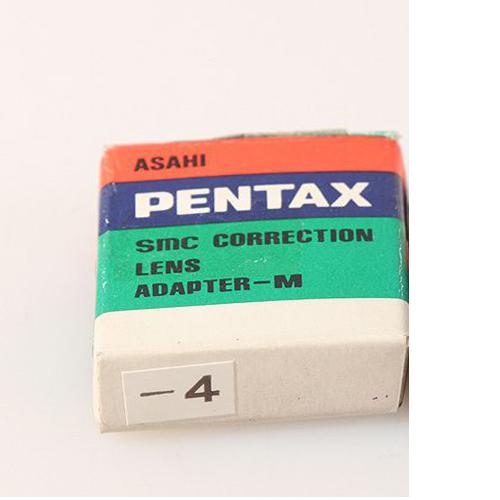 ASAHI
PENTAX
SMC CORRECTION
LENS
ADAPTER-M
-4